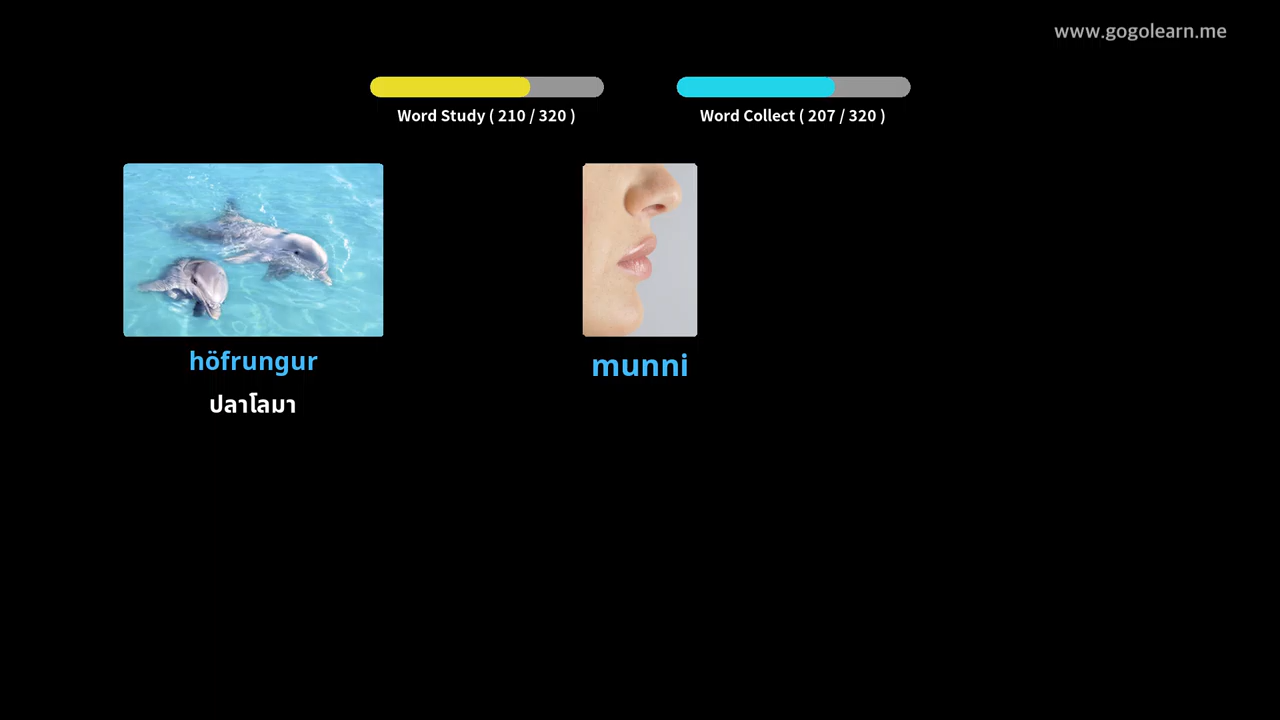 www.gogolearn.me
Word Study ( 210 / 320 )
Word Collect ( 207 / 320 )
höfrungur
ปลาโลมา
munni